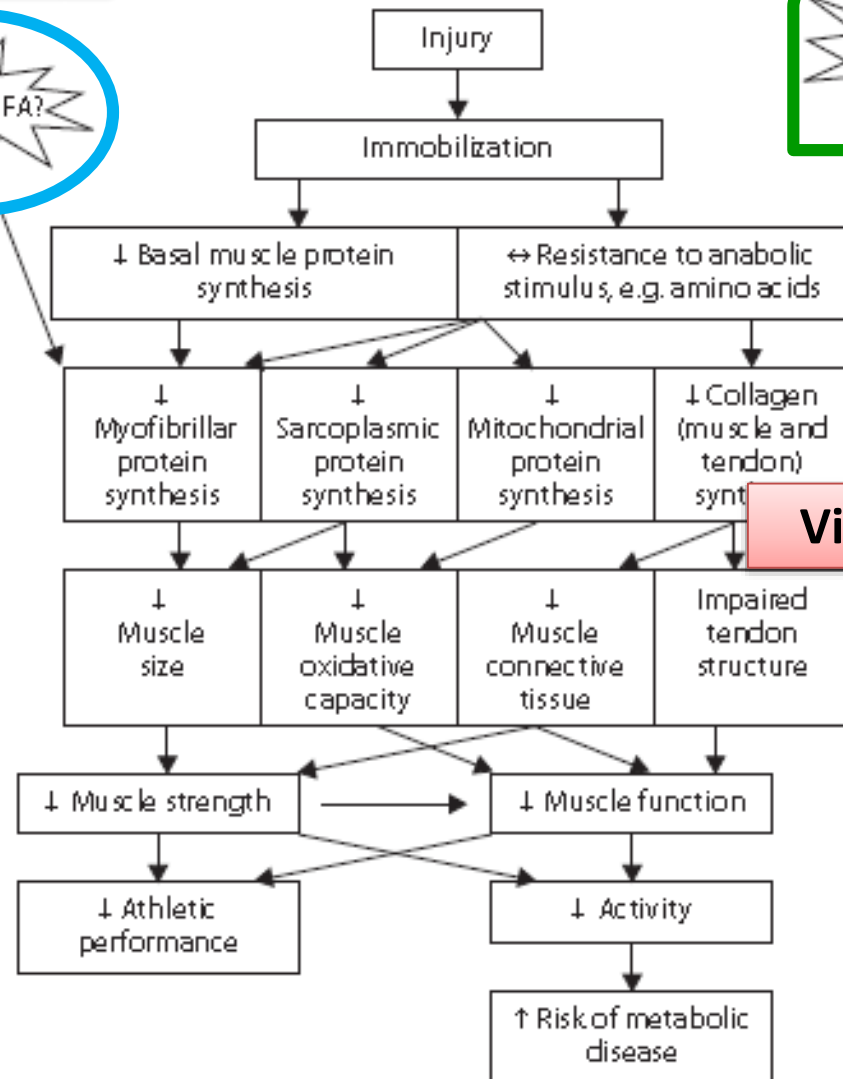 Injury
FA?
Immobilization
↓ Basal muscle protein
synthesis
↔ Resistance to anabolic
stimulus, e.g. amino acids
↓
Myofibrillar
protein
synthesis
↓
Sarcoplasmic
protein
synthesis
↓
Mitochondrial
protein
synthesis
↓ Collagen
(muscle and
tendon)
synt
Vi
↓
Muscle
size
↓
Muscle
oxidative
capacity
↓
Muscle
connective
tissue
Impaired
tendon
structure
↓ Muscle strength
↓ Muscle function
↓ Athletic
performance
↓ Activity
↑ Risk of metabolic
disease